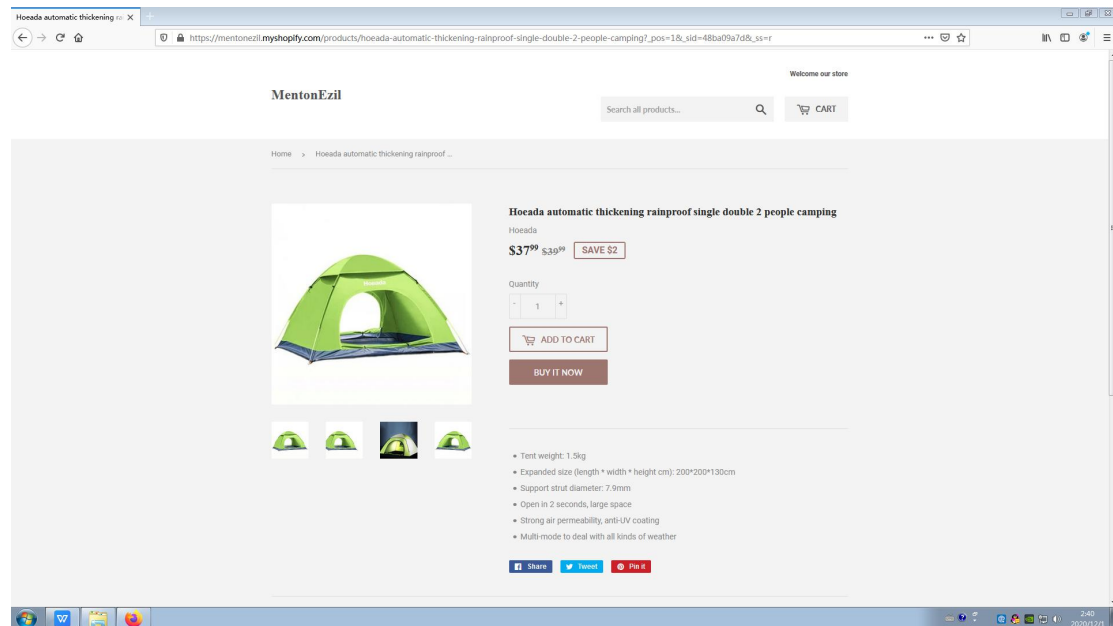 Hoeada automatic thickening rai
https://mentonezil.myshopify.com/products/hoeada-automatic-thickening-rainproof-single-double-2-people-camping?_pos=1&_sid=48ba09a7d&_ss=r
Welcome our store
MentonEzil
Search all products...
CART
Home > Hoeada automatic thickening rainproof ...
Hoeada automatic thickening rainproof single double 2 people camping
Hoeada
$37.99 $39.99 SAVE $2
Quantity
- 1 +
ADD TO CART
BUY IT NOW
Hoeada
• Tent weight: 1.5kg
• Expanded size (length * width * height cm): 200*200*130cm
• Support strut diameter: 7.9mm
• Open in 2 seconds, large space
• Strong air permeability, anti-UV coating
• Multi-mode to deal with all kinds of weather
Share Tweet Pin it
2:40
2020/12/1